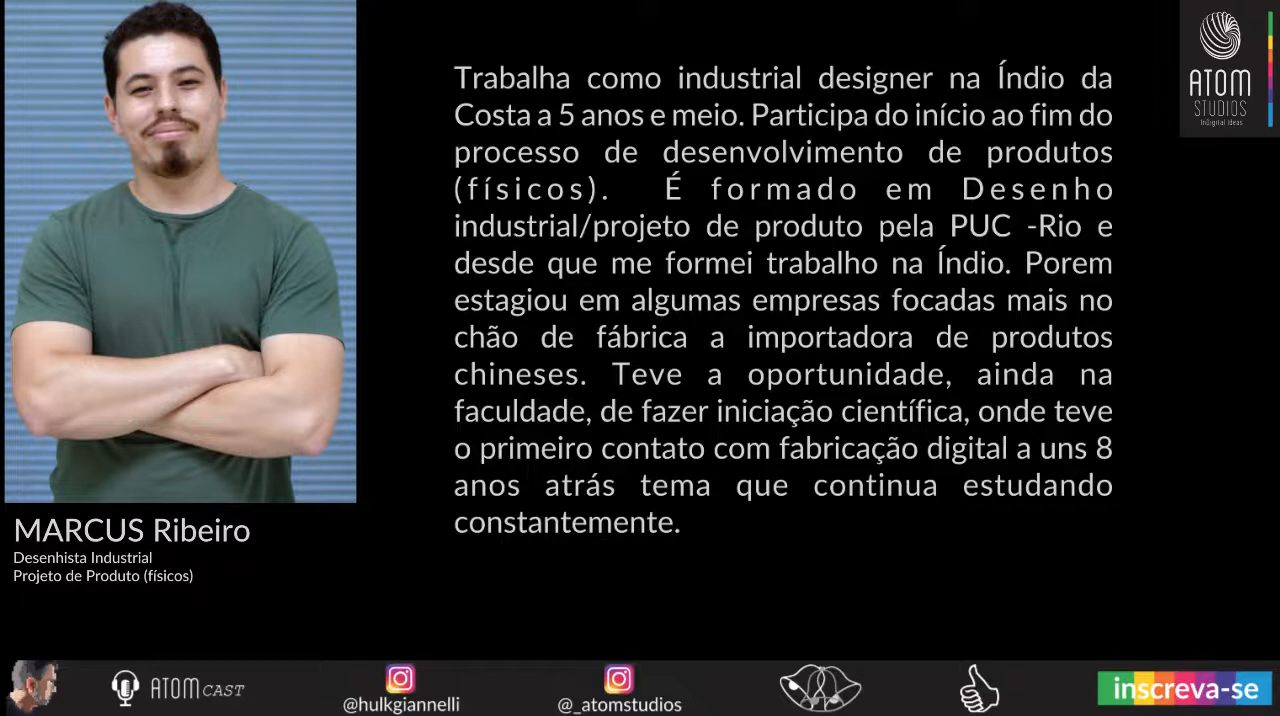 Trabalha como industrial designer na Índio da
Costa a 5 anos e meio. Participa do início ao fim do
processo de desenvolvimento de produtos
(físicos). É formado em Desenho
industrial/projeto de produto pela PUC -Rio e
desde que me formei trabalho na Índio. Porem
estagiou em algumas empresas focadas mais no
chão de fábrica a importadora de produtos
chineses. Teve a oportunidade, ainda na
faculdade, de fazer iniciação científica, onde teve
o primeiro contato com fabricação digital a uns 8
anos atrás tema que continua estudando
constantemente.
ATOM
STUDIOS
InDigital Ideas
MARCUS Ribeiro
Desenhista Industrial
Projeto de Produto (físicos)
ATOM CAST
@hulkgiannelli
@_atomstudios
inscreva-se